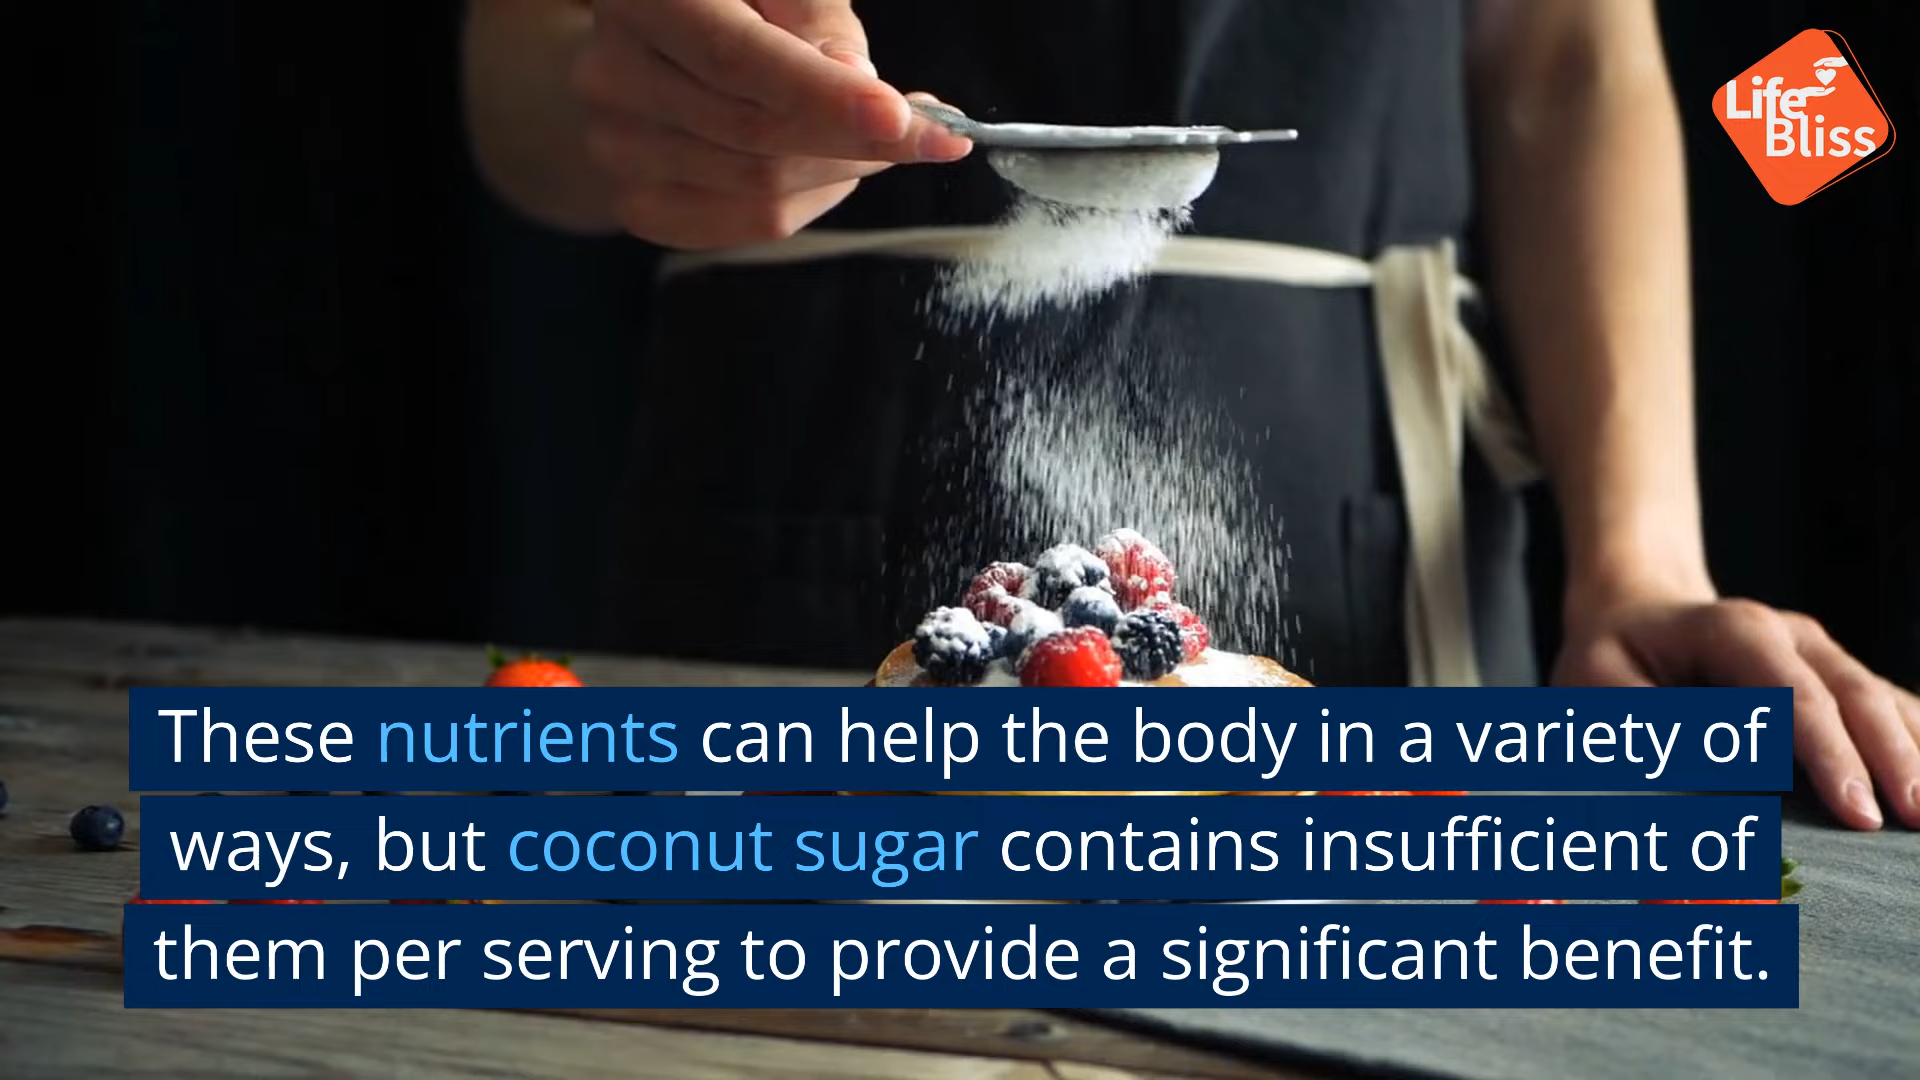 Life
Bliss
These nutrients can help the body in a variety of
ways, but coconut sugar contains insufficient of
them per serving to provide a significant benefit.